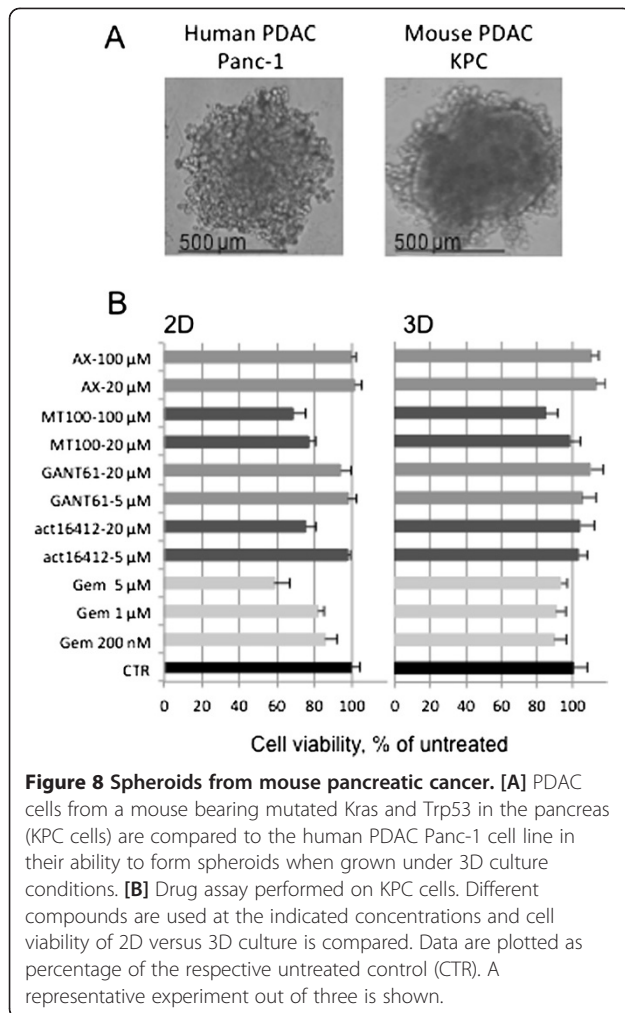 A
Human PDAC
Panc-1
Mouse PDAC
KPC
500 µm
500 µm
B
2D
3D
AX-100 µM
AX-20 µM
MT100-100 µM
MT100-20 µM
GANT61-20 µM
GANT61-5 µM
act16412-20 µM
act16412-5 µM
Gem 5 µM
Gem 1 µM
Gem 200 nM
CTR
0 20 40 60 80 100
0 20 40 60 80 100
Cell viability, % of untreated
Figure 8 Spheroids from mouse pancreatic cancer. [A] PDAC
cells from a mouse bearing mutated Kras and Trp53 in the pancreas
(KPC cells) are compared to the human PDAC Panc-1 cell line in
their ability to form spheroids when grown under 3D culture
conditions. [B] Drug assay performed on KPC cells. Different
compounds are used at the indicated concentrations and cell
viability of 2D versus 3D culture is compared. Data are plotted as
percentage of the respective untreated control (CTR). A
representative experiment out of three is shown.